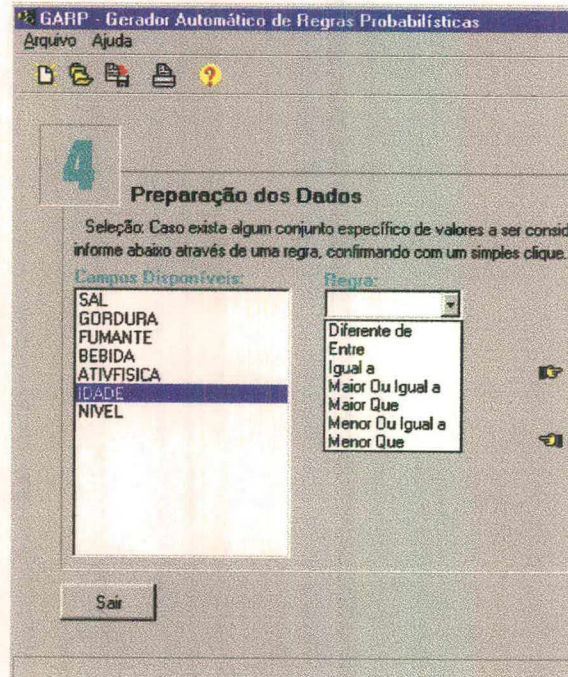 GARP - Gerador Automático de Regras Probabilísticas
Arquivo Ajuda
4
Preparação dos Dados
Seleção: Caso exista algum conjunto específico de valores a ser consid
informe abaixo através de uma regra, confirmando com um simples clique.
Campos Disponíveis:
Regra:
SAL
GORDURA
FUMANTE
BEBIDA
ATIVFISICA
IDADE
NIVEL
Diferente de
Entre
Igual a
Maior Ou Igual a
Maior Que
Menor Ou Igual a
Menor Que
Sair